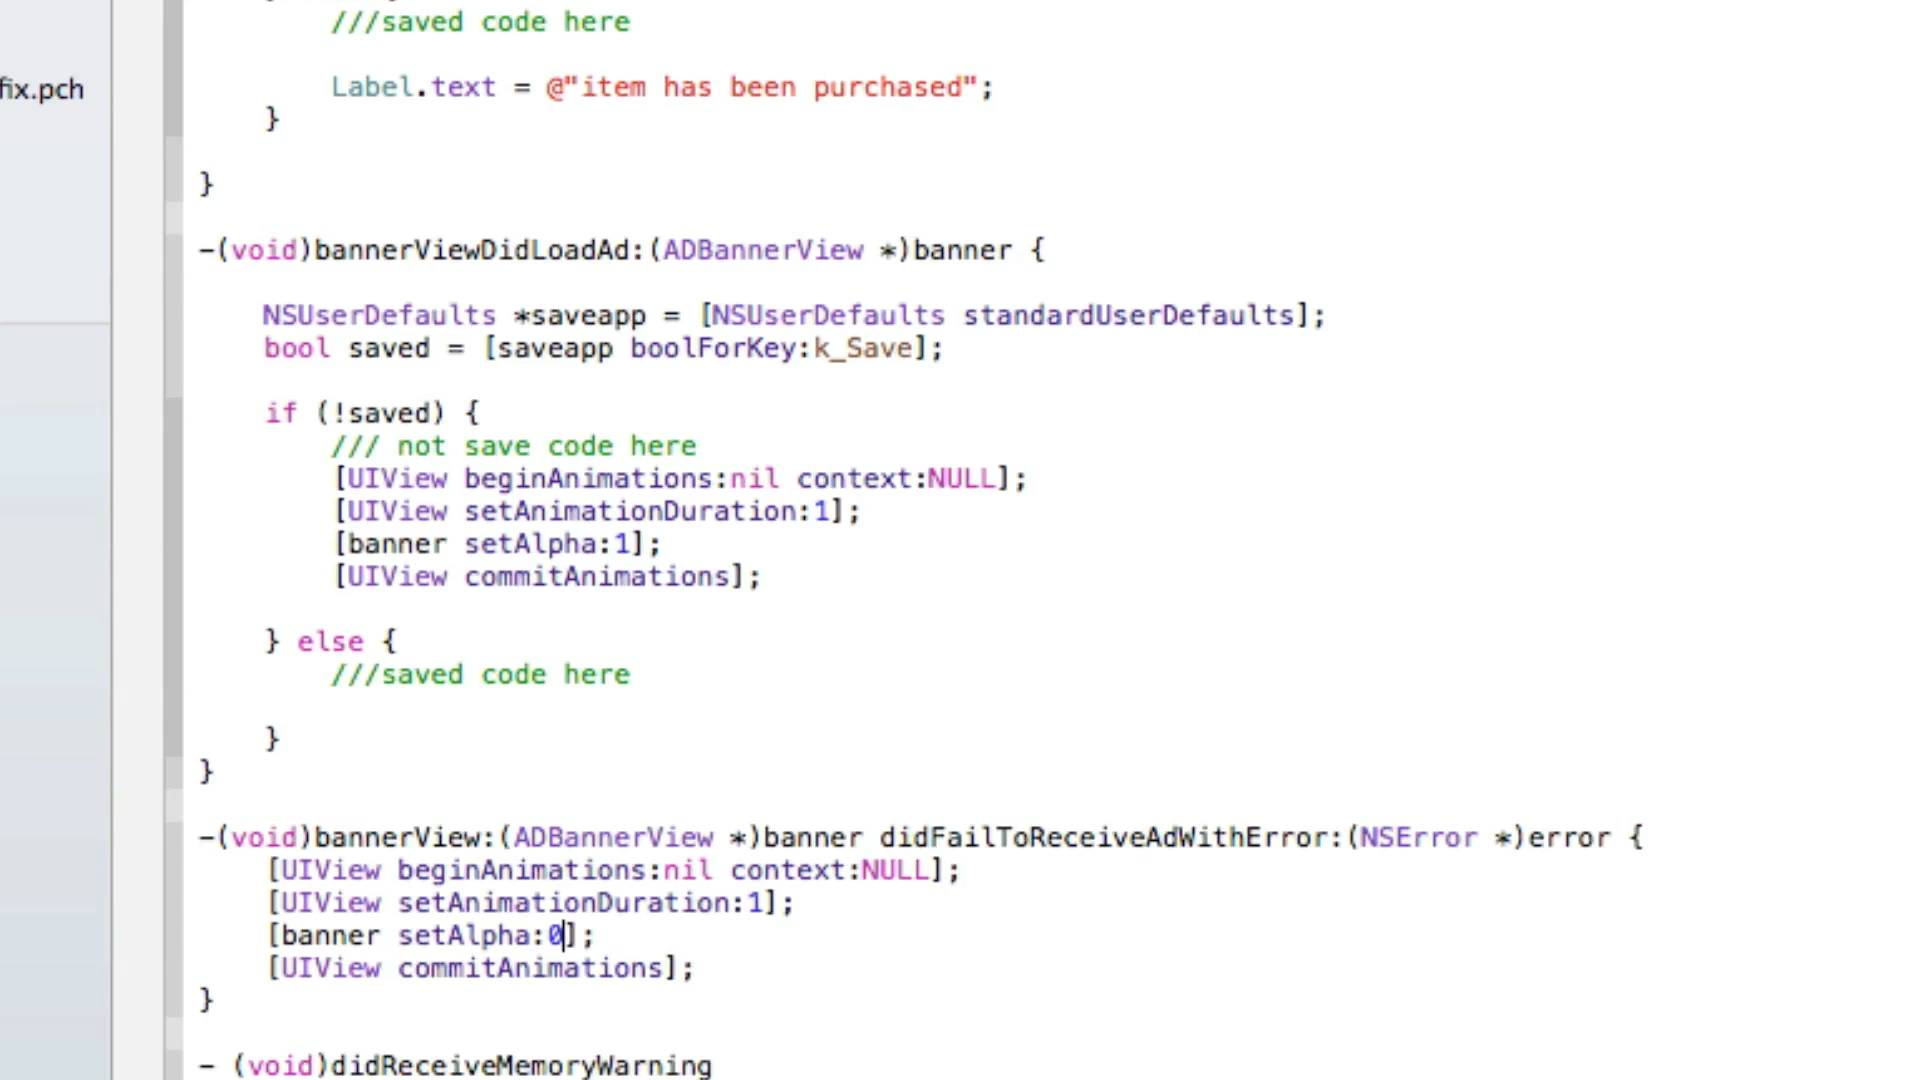 ///saved code here
fix.pch
Label.text = @"item has been purchased";
}
}
-(void)bannerViewDidLoadAd:(ADBannerView *)banner {
NSUserDefaults *saveapp = [NSUserDefaults standardUserDefaults];
bool saved = [saveapp boolForKey:k_Save];
if (!saved) {
/// not save code here
[UIView beginAnimations:nil context:NULL];
[UIView setAnimationDuration:1];
[banner setAlpha:1];
[UIView commitAnimations];
} else {
///saved code here
}
}
-(void)bannerView:(ADBannerView *)banner didFailToReceiveAdWithError:(NSError *)error {
[UIView beginAnimations:nil context:NULL];
[UIView setAnimationDuration:1];
[banner setAlpha:0];
[UIView commitAnimations];
}
- (void)didReceiveMemoryWarning